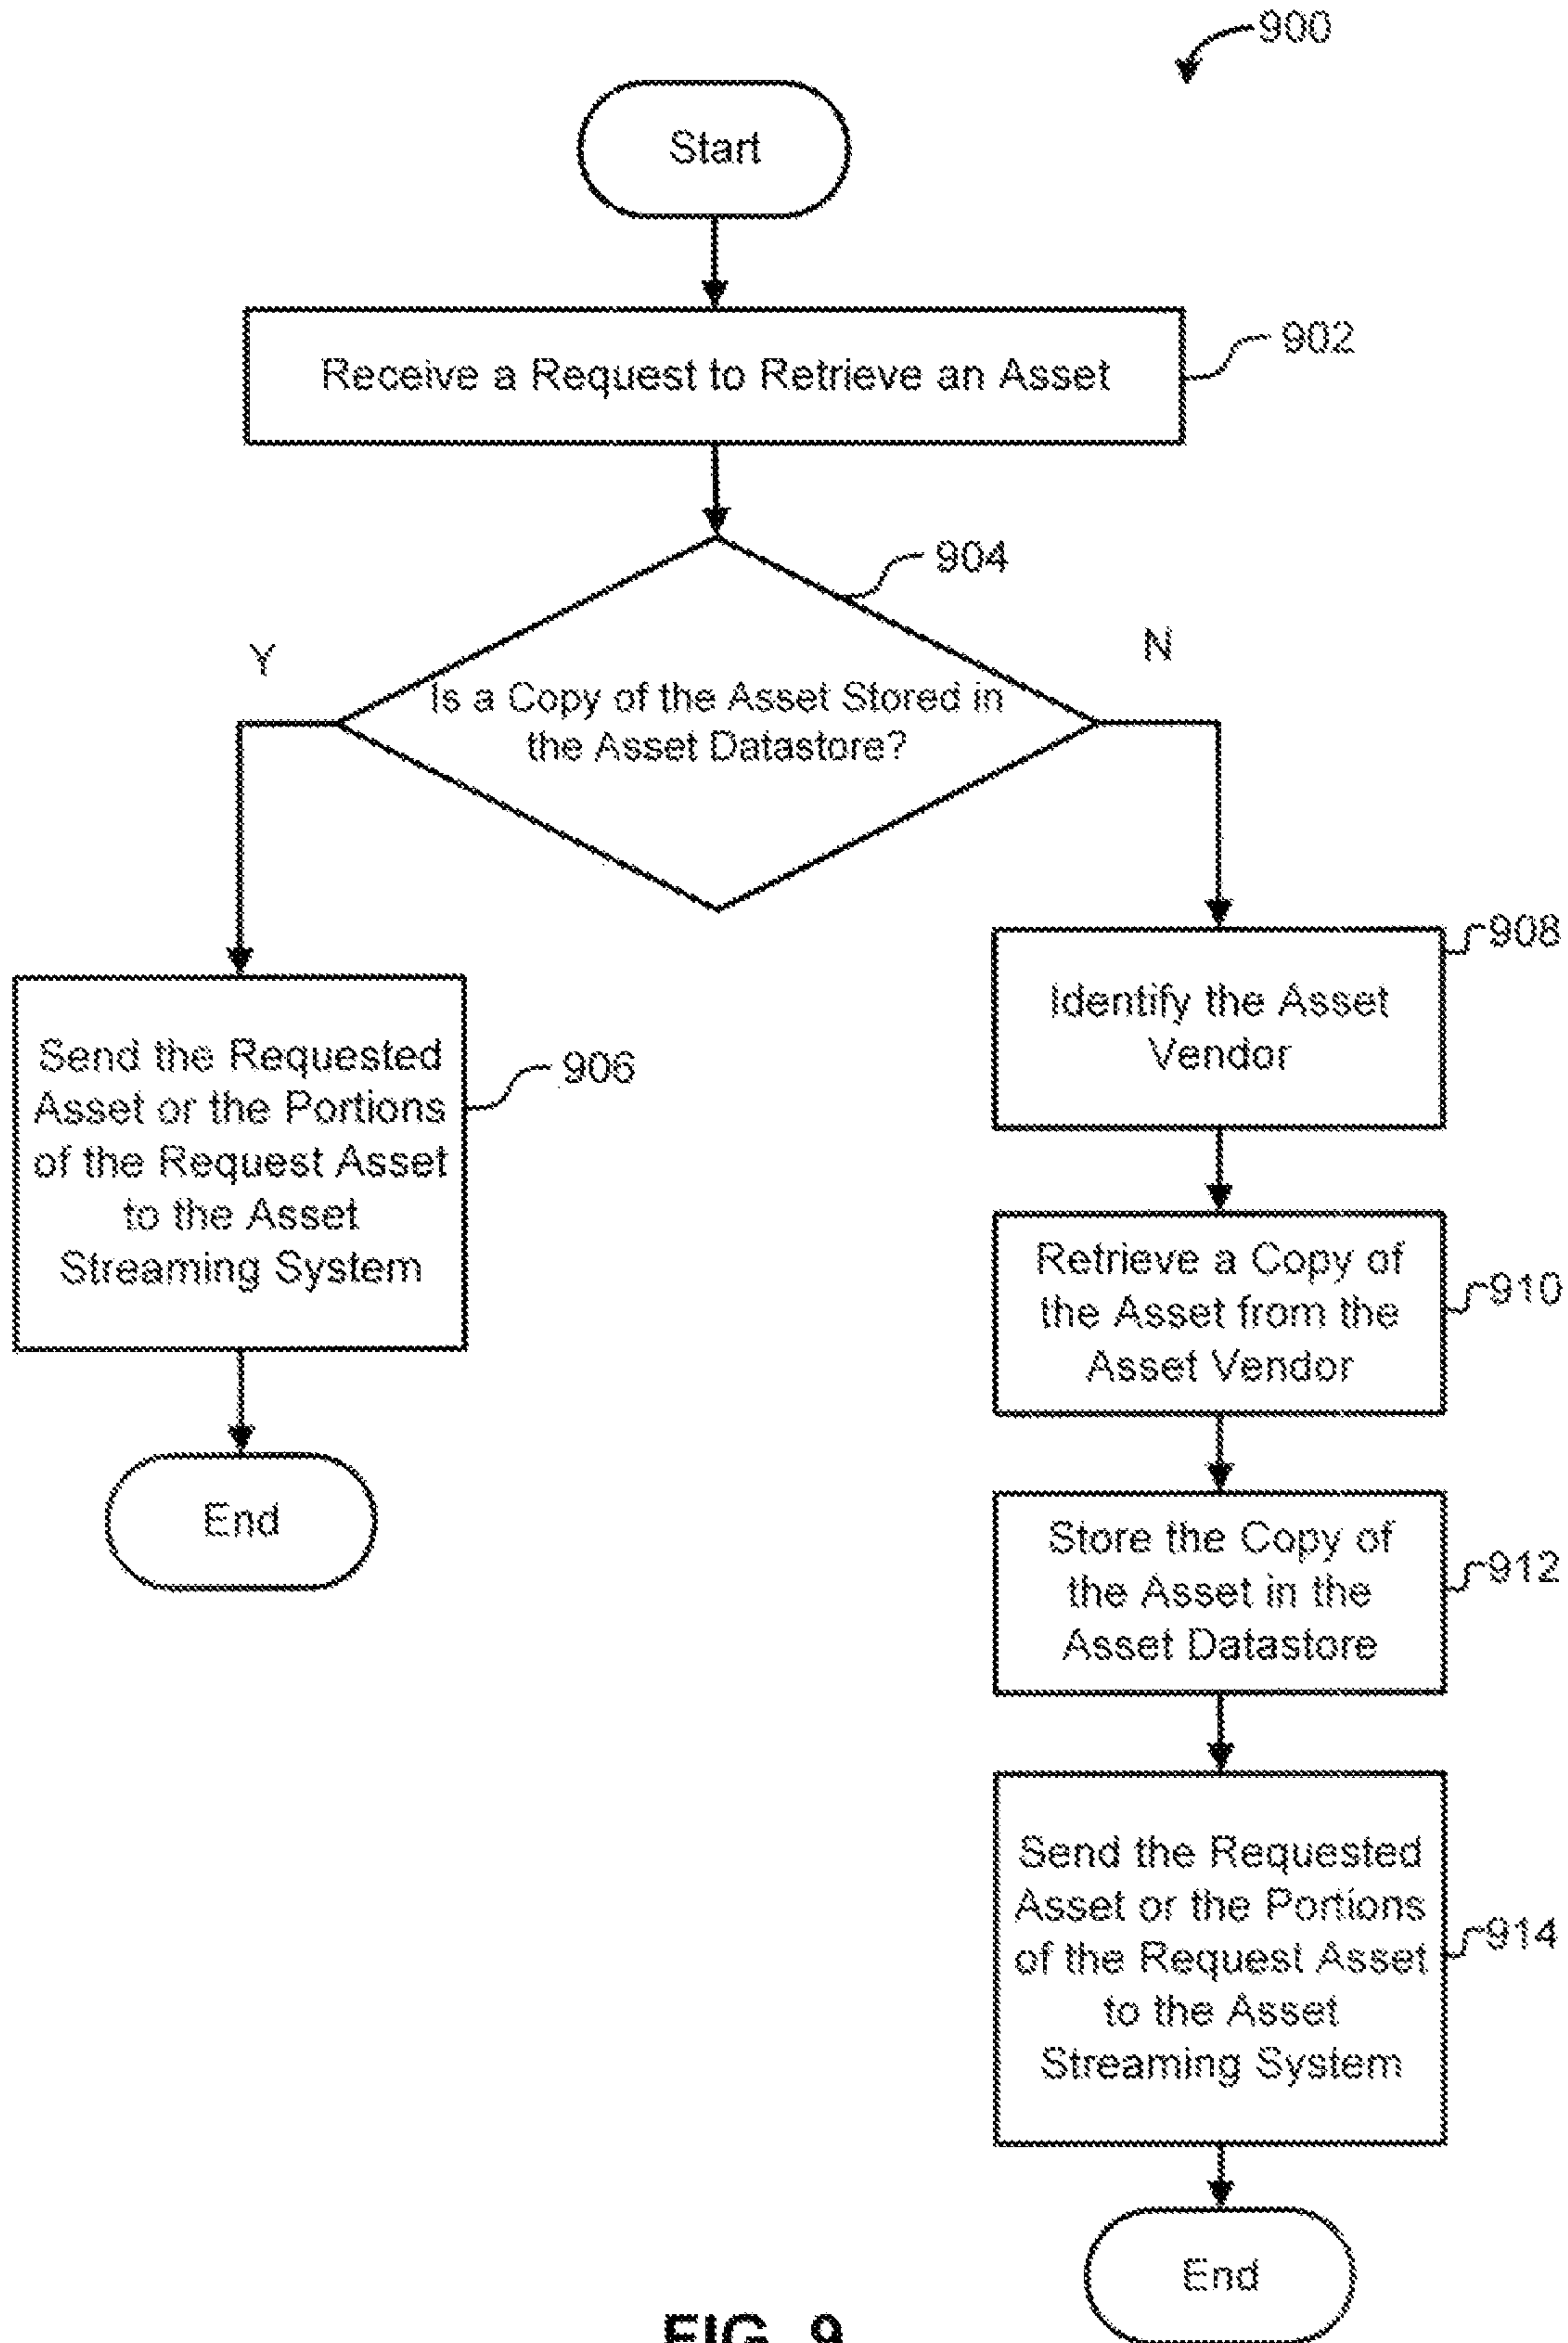 900
Start
Receive a Request to Retrieve an Asset
902
904
Y
N
Is a Copy of the Asset Stored in
the Asset Datastore?
908
Identify the Asset
Vendor
Send the Requested
Asset or the Portions
of the Request Asset
to the Asset
Streaming System
906
Retrieve a Copy of
the Asset from the
Asset Vendor
910
End
Store the Copy of
the Asset in the
Asset Datastore
912
Send the Requested
Asset or the Portions
of the Request Asset
to the Asset
Streaming System
914
End
FIG. 9